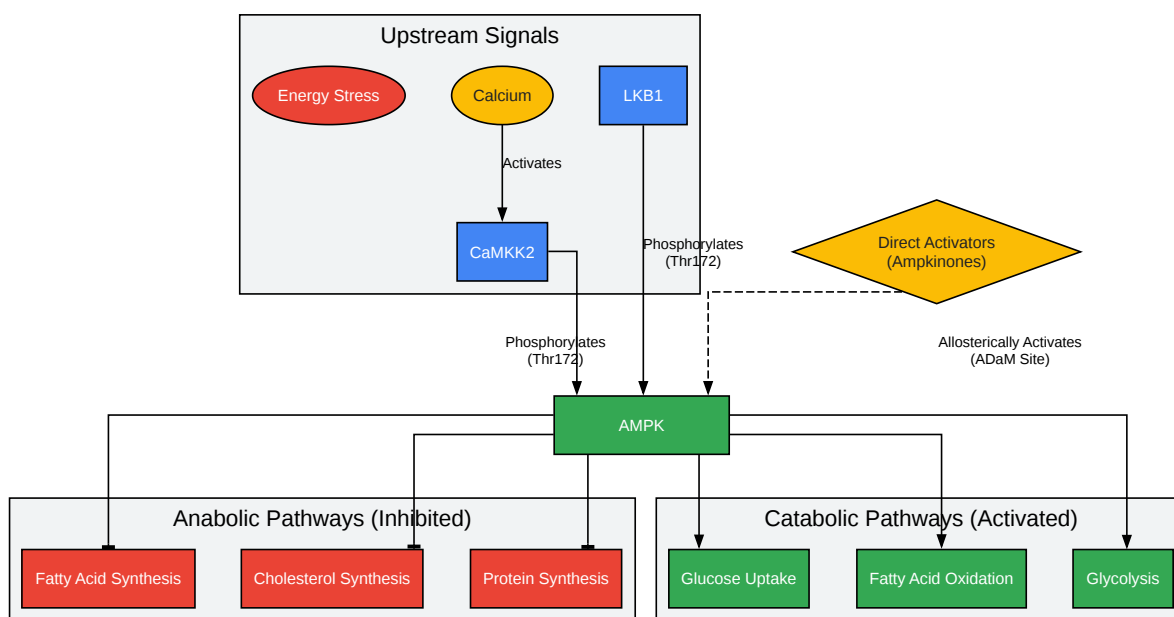 Upstream Signals
Energy Stress
Calcium
LKB1
Activates
CaMKK2
Phosphorylates
(Thr172)
Direct Activators
(Ampkinones)
Phosphorylates
(Thr172)
Allosterically Activates
(ADaM Site)
AMPK
Anabolic Pathways (Inhibited)
Catabolic Pathways (Activated)
Fatty Acid Synthesis
Cholesterol Synthesis
Protein Synthesis
Glucose Uptake
Fatty Acid Oxidation
Glycolysis